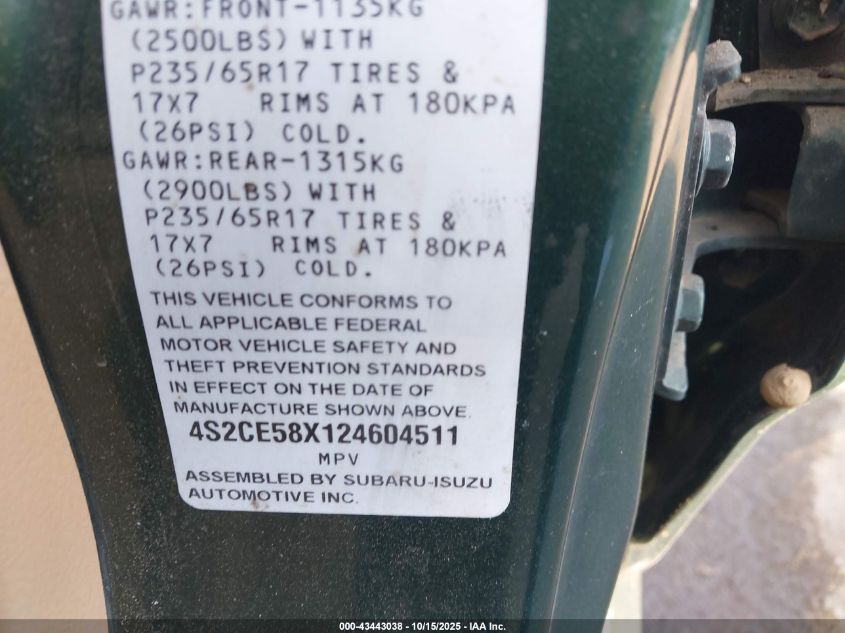 GAWR:FRONT-1135KG
(2500LBS) WITH
P235/65R17 TIRES &
17X7 RIMS AT 180KPA
(26PSI) COLD.
GAWR:REAR-1315KG
(2900LBS) WITH
P235/65R17 TIRES &
17X7 RIMS AT 180KPA
(26PSI) COLD.
THIS VEHICLE CONFORMS TO
ALL APPLICABLE FEDERAL
MOTOR VEHICLE SAFETY AND
THEFT PREVENTION STANDARDS
IN EFFECT ON THE DATE OF
MANUFACTURE SHOWN ABOVE.
4S2CE58X124604511
MPV
ASSEMBLED BY SUBARU-ISUZU
AUTOMOTIVE INC.
000-43443038 - 10/15/2025 - IAA Inc.